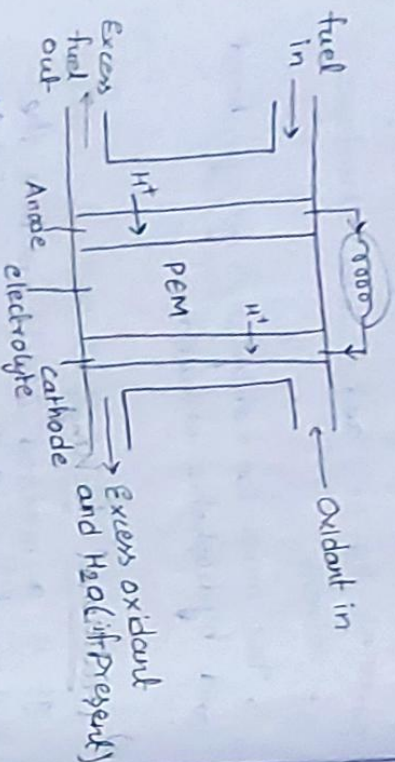 fuel
in
Oxidant in
H+
H+
PEM
Excess
fuel
out
Anode
electrolyte
cathode
Excess oxidant
and H2O (if present)